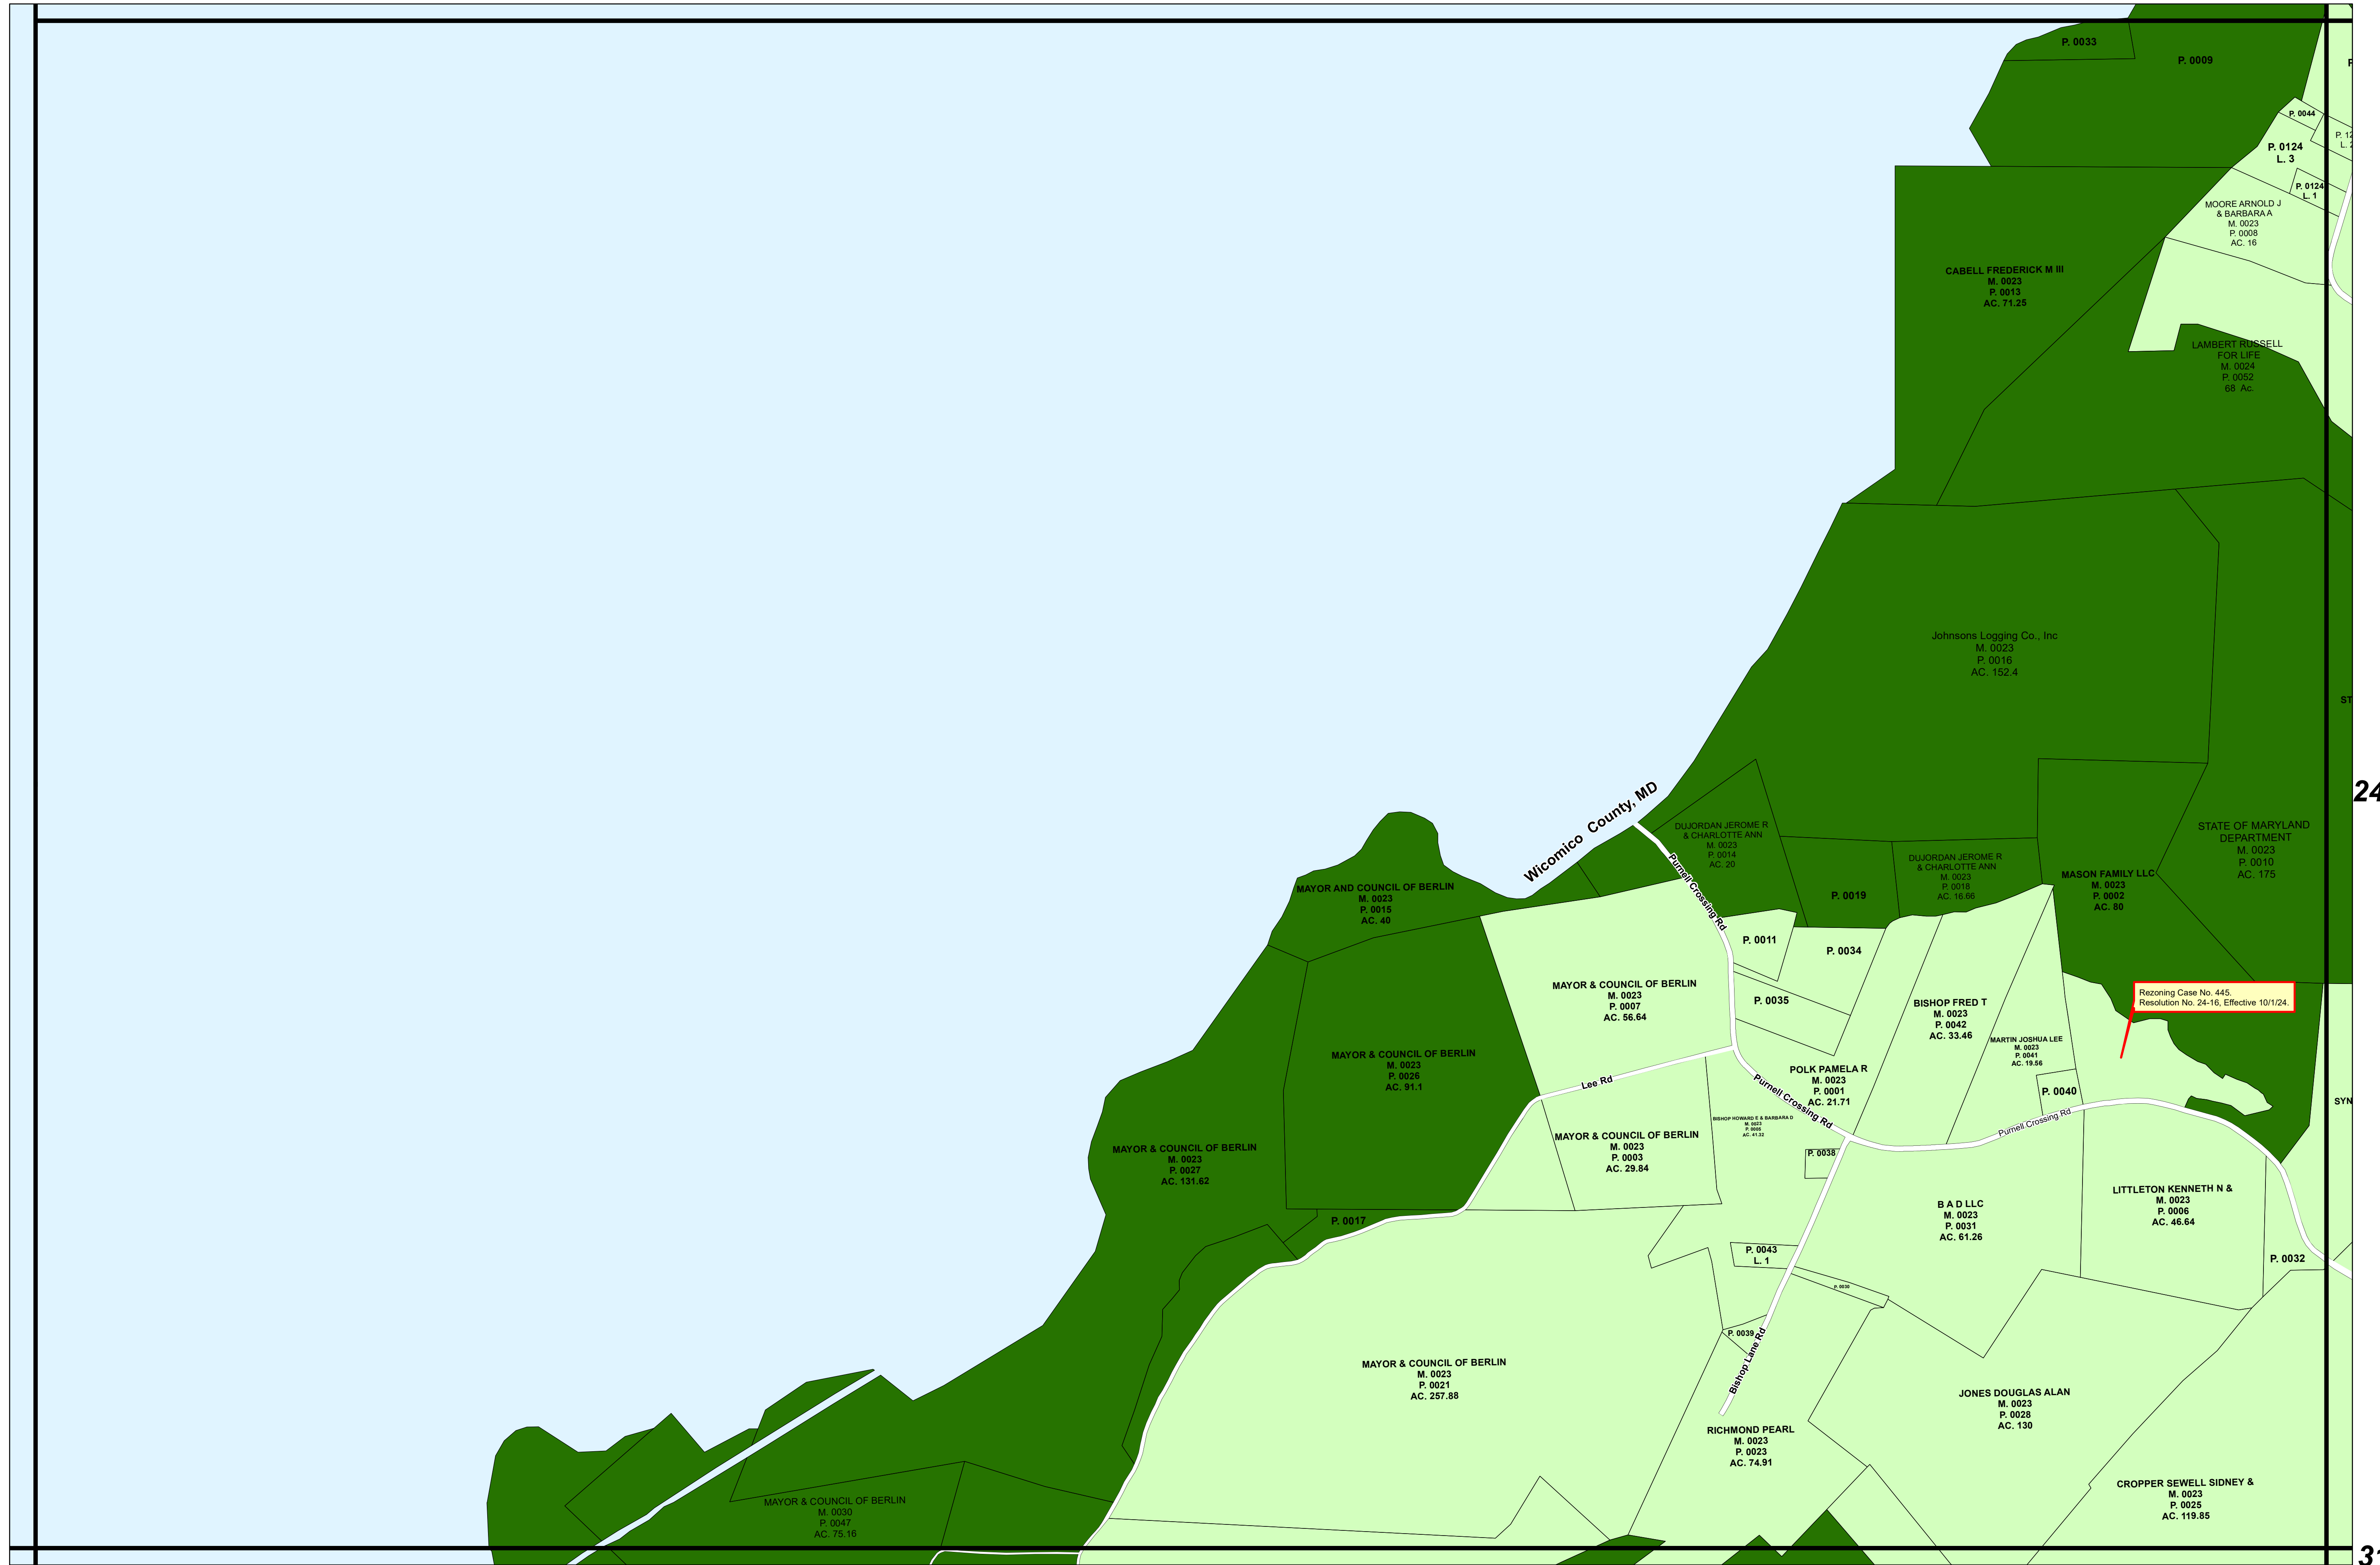 P. 0033
P. 0009
P. 0044
P. 12
L. 2
P. 0124
L. 3
P. 0124
L. 1
MOORE ARNOLD J
& BARBARA A
M. 0023
P. 0008
AC. 16
CABELL FREDERICK M III
M. 0023
P. 0013
AC. 71.25
LAMBERT RUSSELL
FOR LIFE
M. 0024
P. 0052
68 Ac.
Johnsons Logging Co., Inc
M. 0023
P. 0016
AC. 152.4
ST
24
Wicomico County, MD
DUJORDAN JEROME R
& CHARLOTTE ANN
M. 0023
P. 0014
AC. 20
Purnell Crossing Rd
STATE OF MARYLAND
DEPARTMENT
M. 0023
P. 0010
AC. 175
DUJORDAN JEROME R
& CHARLOTTE ANN
M. 0023
P. 0018
AC. 16.66
P. 0019
MASON FAMILY LLC
M. 0023
P. 0002
AC. 80
MAYOR AND COUNCIL OF BERLIN
M. 0023
P. 0015
AC. 40
P. 0011
P. 0034
MAYOR & COUNCIL OF BERLIN
M. 0023
P. 0007
AC. 56.64
P. 0035
BISHOP FRED T
M. 0023
P. 0042
AC. 33.46
Rezoning Case No. 445.
Resolution No. 24-16, Effective 10/1/24.
MARTIN JOSHUA LEE
M. 0023
P. 0041
AC. 19.56
MAYOR & COUNCIL OF BERLIN
M. 0023
P. 0026
AC. 91.1
Lee Rd
POLK PAMELA R
M. 0023
P. 0001
AC. 21.71
Purnell Crossing Rd
P. 0040
SYN
BISHOP HOWARD E & BARBARA D
M. 0023
P. 0005
AC. 41.32
Purnell Crossing Rd
MAYOR & COUNCIL OF BERLIN
M. 0023
P. 0003
AC. 29.84
P. 0038
MAYOR & COUNCIL OF BERLIN
M. 0023
P. 0027
AC. 131.62
LITTLETON KENNETH N &
M. 0023
P. 0006
AC. 46.64
B A D LLC
M. 0023
P. 0031
AC. 61.26
P. 0017
P. 0043
L. 1
P. 0032
P. 0039
Bishop Lane Rd
MAYOR & COUNCIL OF BERLIN
M. 0023
P. 0021
AC. 257.88
JONES DOUGLAS ALAN
M. 0023
P. 0028
AC. 130
RICHMOND PEARL
M. 0023
P. 0023
AC. 74.91
CROPPER SEWELL SIDNEY &
M. 0023
P. 0025
AC. 119.85
MAYOR & COUNCIL OF BERLIN
M. 0030
P. 0047
AC. 75.16